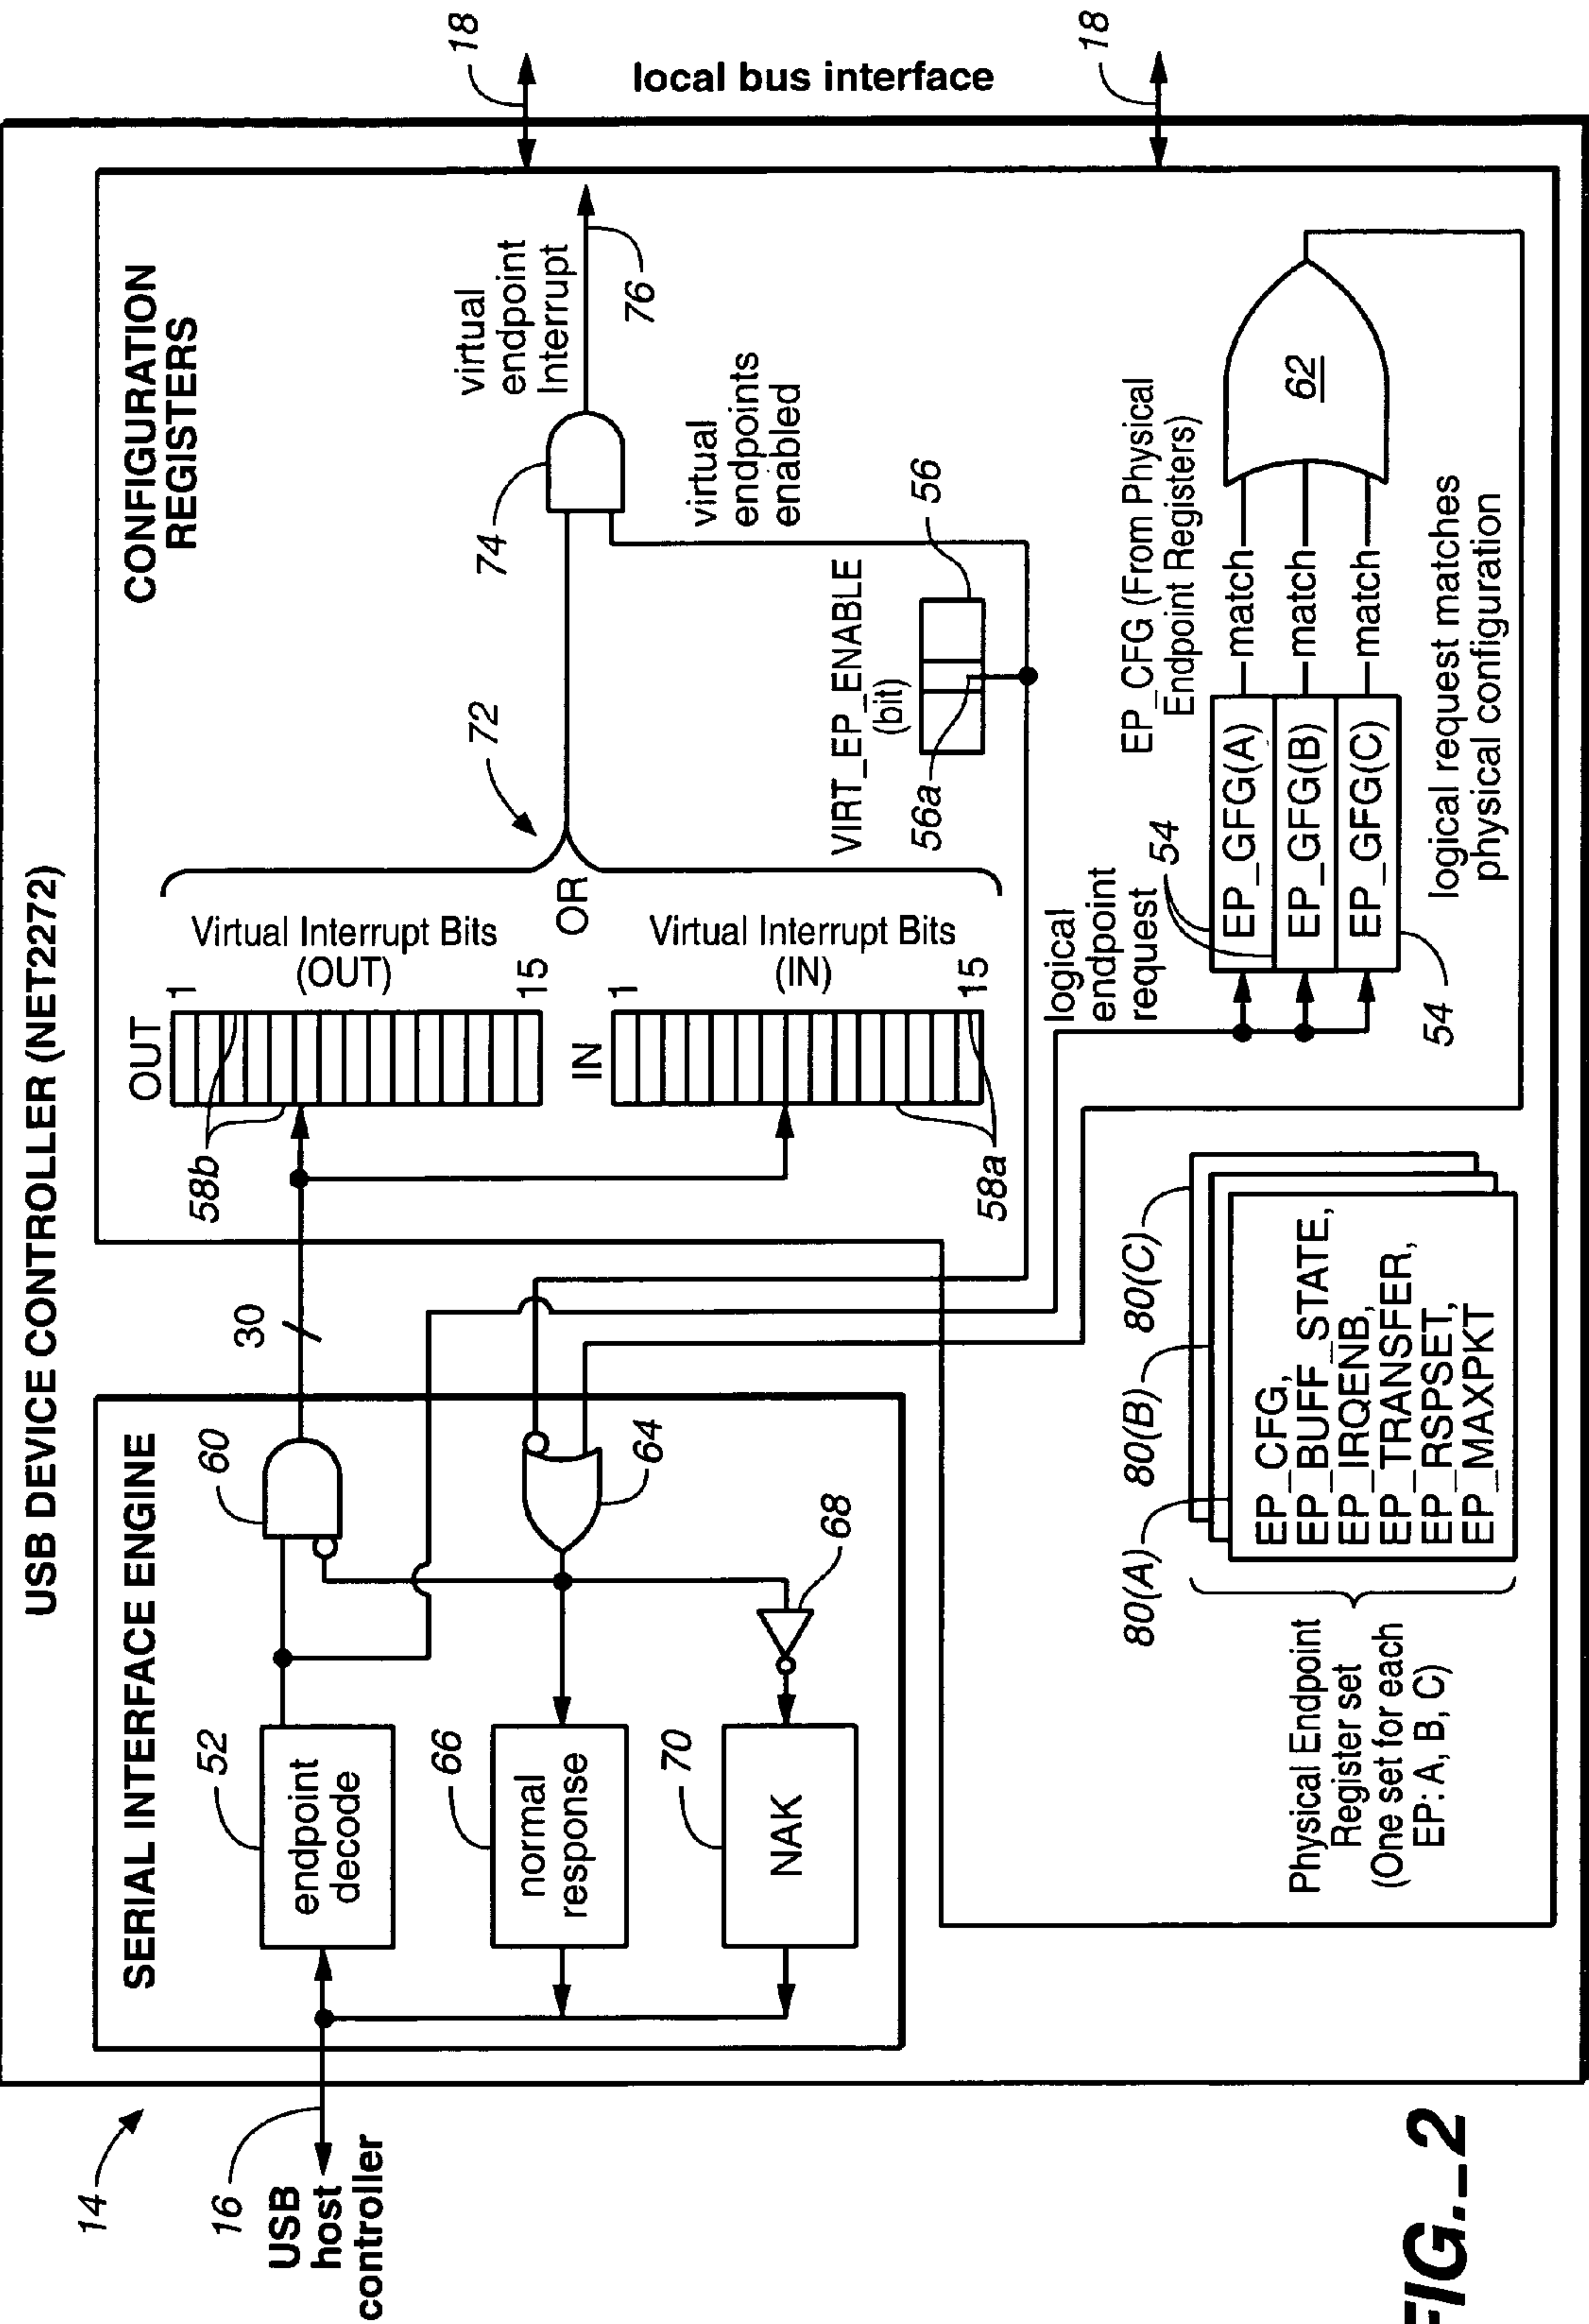 USB DEVICE CONTROLLER (NET2272)
14
16
USB
host
controller
SERIAL INTERFACE ENGINE
52
endpoint
decode
60
66
normal
response
64
70
NAK
68
30
CONFIGURATION
REGISTERS
OUT
1
15
58b
Virtual Interrupt Bits
(OUT)
IN
1
15
58a
Virtual Interrupt Bits
(IN)
OR
72
74
virtual
endpoint
Interrupt
76
virtual
endpoints
enabled
VIRT_EP_ENABLE
(bit)
56
56a
18
local bus interface
18
logical
endpoint
request
54
54
EP_CFG (From Physical
Endpoint Registers)
EP_GFG(A)
match
EP_GFG(B)
match
EP_GFG(C)
match
62
logical request matches
physical configuration
80(A)
80(B)
80(C)
EP_CFG,
EP_BUFF_STATE,
EP_IRQENB,
EP_TRANSFER,
EP_RSPSET,
EP_MAXPKT
Physical Endpoint
Register set
(One set for each
EP: A, B, C)
FIG._2